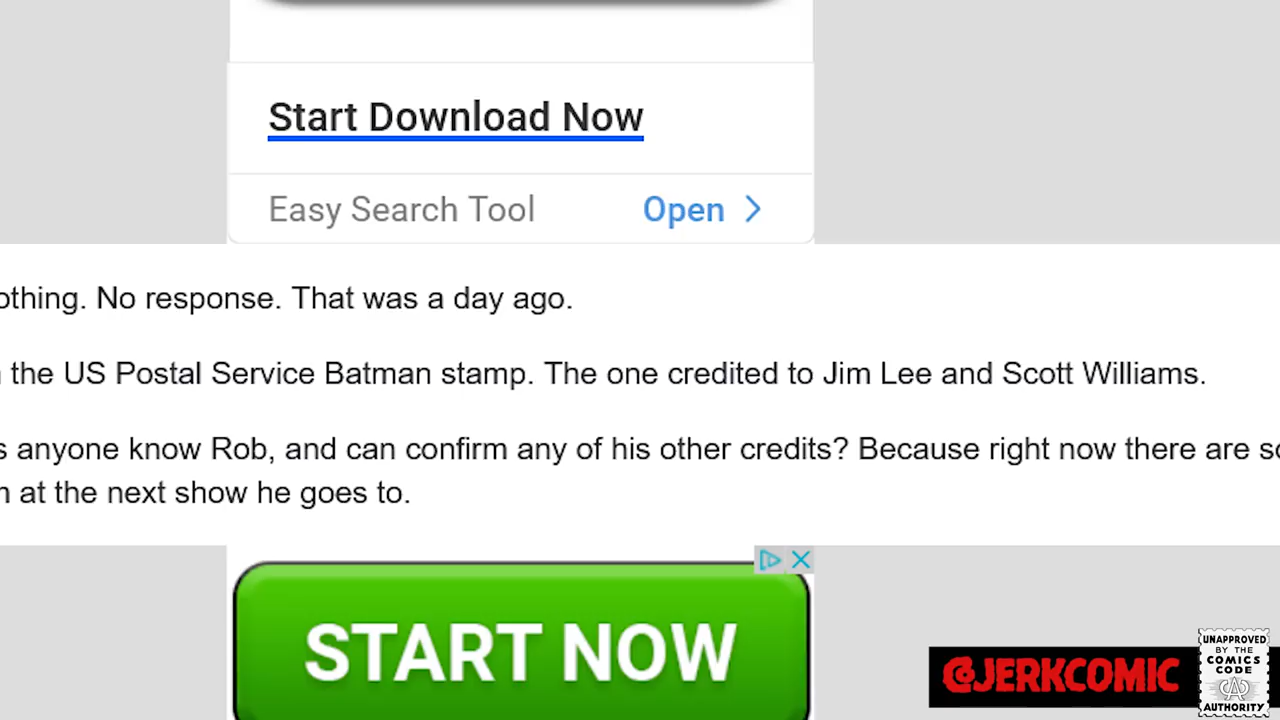 Start Download Now
Easy Search Tool Open
othing. No response. That was a day ago.
the US Postal Service Batman stamp. The one credited to Jim Lee and Scott Williams.
s anyone know Rob, and can confirm any of his other credits? Because right now there are so
at the next show he goes to.
START NOW
@JERKCOMIC
UNAPPROVED
BY THE
COMICS
CODE
CA
AUTHORITY